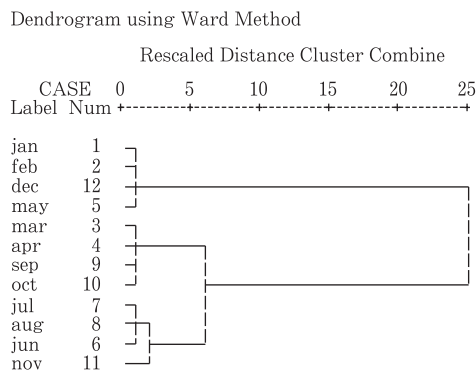 Dendrogram using Ward Method
Rescaled Distance Cluster Combine
CASE 0 5 10 15 20 25
Label Num
jan 1
feb 2
dec 12
may 5
mar 3
apr 4
sep 9
oct 10
jul 7
aug 8
jun 6
nov 11